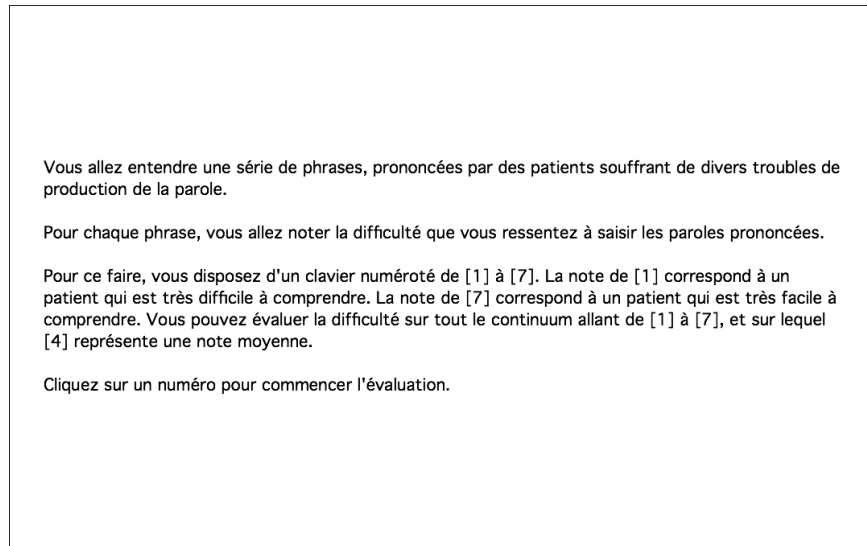 Vous allez entendre une série de phrases, prononcées par des patients souffrant de divers troubles de
production de la parole.
Pour chaque phrase, vous allez noter la difficulté que vous ressentez à saisir les paroles prononcées.
Pour ce faire, vous disposez d'un clavier numéroté de [1] à [7]. La note de [1] correspond à un
patient qui est très difficile à comprendre. La note de [7] correspond à un patient qui est très facile à
comprendre. Vous pouvez évaluer la difficulté sur tout le continuum allant de [1] à [7], et sur lequel
[4] représente une note moyenne.
Cliquez sur un numéro pour commencer l'évaluation.